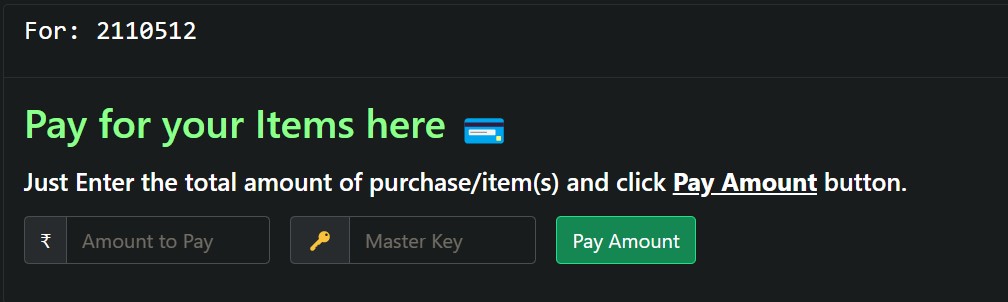 For: 2110512
Pay for your Items here
Just Enter the total amount of purchase/item(s) and click Pay Amount button.
₹ Amount to Pay Master Key Pay Amount